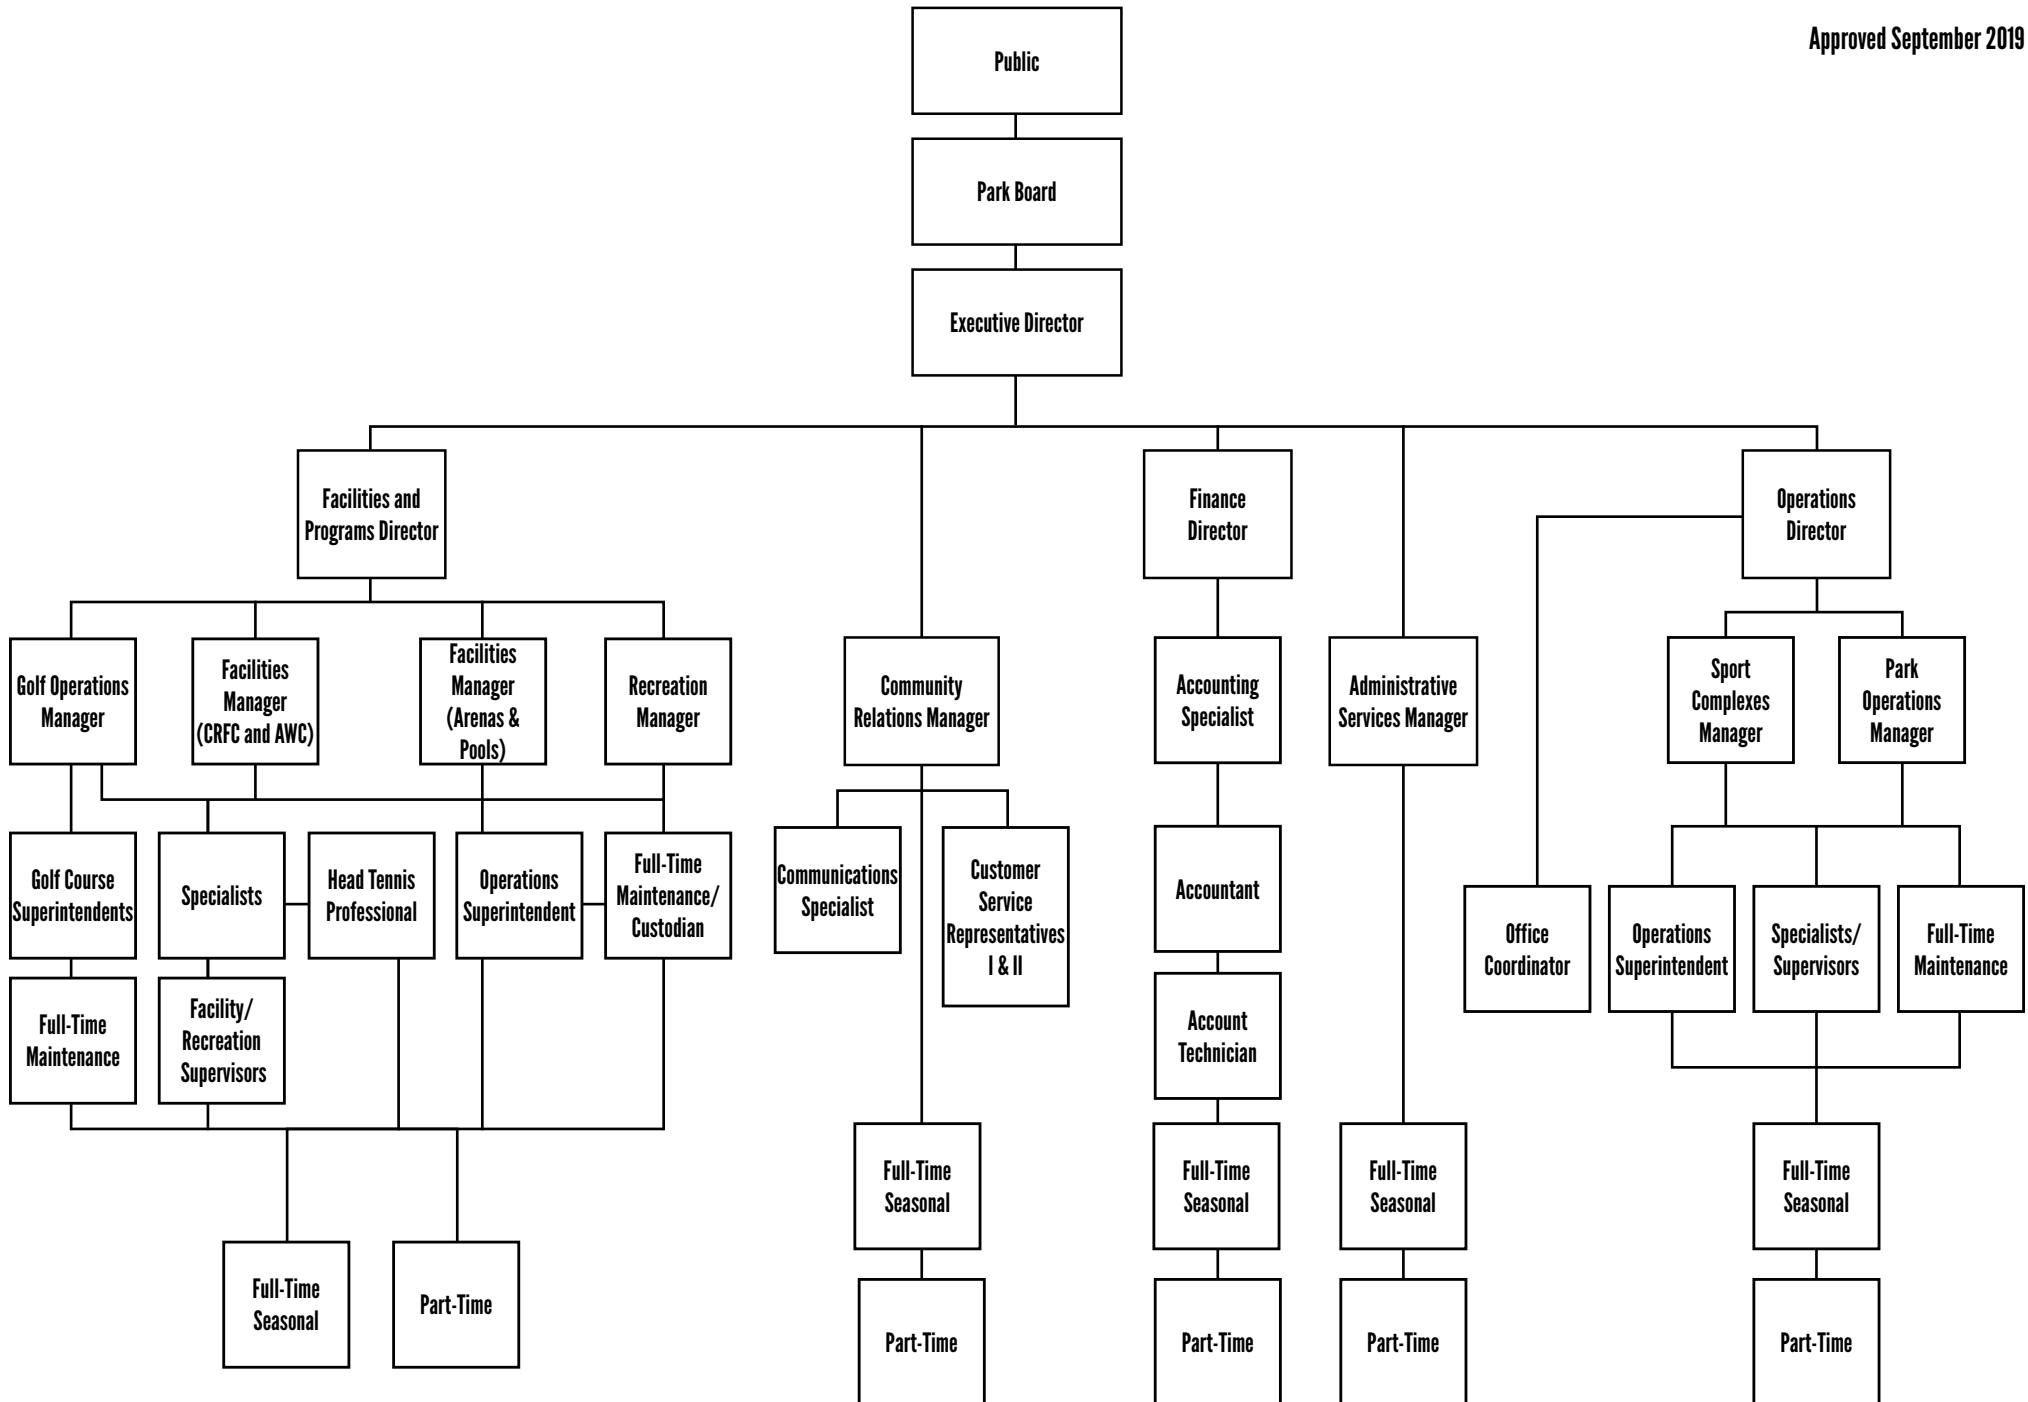 Approved September 2019
Public
Park Board
Executive Director
Facilities and
Programs Director
Finance
Director
Operations
Director
Golf Operations
Manager
Facilities
Manager
(CRFC and AWC)
Facilities
Manager
(Arenas &
Pools)
Recreation
Manager
Community
Relations Manager
Accounting
Specialist
Administrative
Services Manager
Sport
Complexes
Manager
Park
Operations
Manager
Golf Course
Superintendents
Specialists
Head Tennis
Professional
Operations
Superintendent
Full-Time
Maintenance/
Custodian
Communications
Specialist
Customer
Service
Representatives
I & II
Accountant
Office
Coordinator
Operations
Superintendent
Specialists/
Supervisors
Full-Time
Maintenance
Full-Time
Maintenance
Facility/
Recreation
Supervisors
Account
Technician
Full-Time
Seasonal
Full-Time
Seasonal
Full-Time
Seasonal
Full-Time
Seasonal
Full-Time
Seasonal
Part-Time
Part-Time
Part-Time
Part-Time
Part-Time